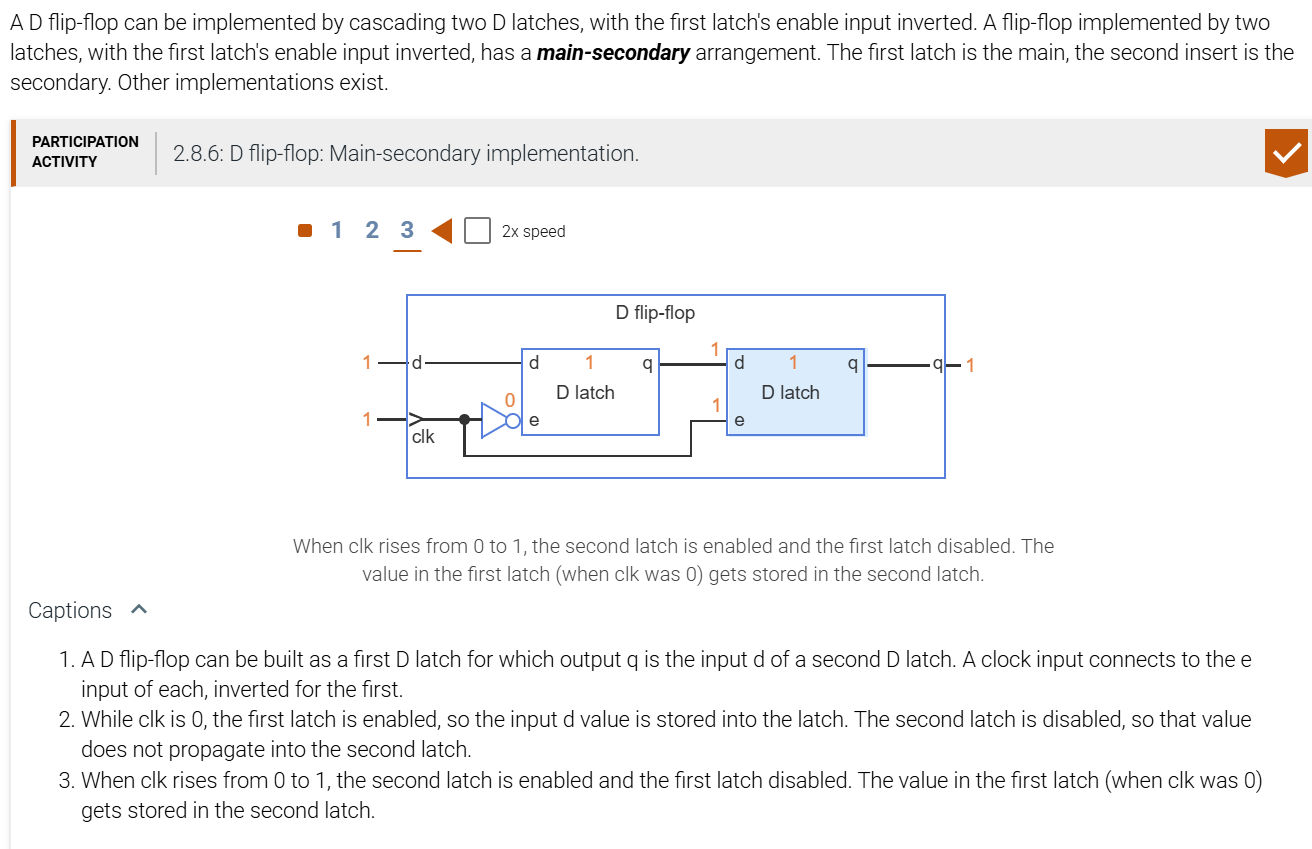 A D flip-flop can be implemented by cascading two D latches, with the first latch's enable input inverted. A flip-flop implemented by two
latches, with the first latch's enable input inverted, has a main-secondary arrangement. The first latch is the main, the second insert is the
secondary. Other implementations exist.
PARTICIPATION
ACTIVITY
2.8.6: D flip-flop: Main-secondary implementation.
1 2 3 2x speed
D flip-flop
1 d d 1 q 1 d 1 q q 1
D latch D latch
1 clk 0 e 1 e
When clk rises from 0 to 1, the second latch is enabled and the first latch disabled. The
value in the first latch (when clk was 0) gets stored in the second latch.
Captions
1. A D flip-flop can be built as a first D latch for which output q is the input d of a second D latch. A clock input connects to the e
input of each, inverted for the first.
2. While clk is 0, the first latch is enabled, so the input d value is stored into the latch. The second latch is disabled, so that value
does not propagate into the second latch.
3. When clk rises from 0 to 1, the second latch is enabled and the first latch disabled. The value in the first latch (when clk was 0)
gets stored in the second latch.